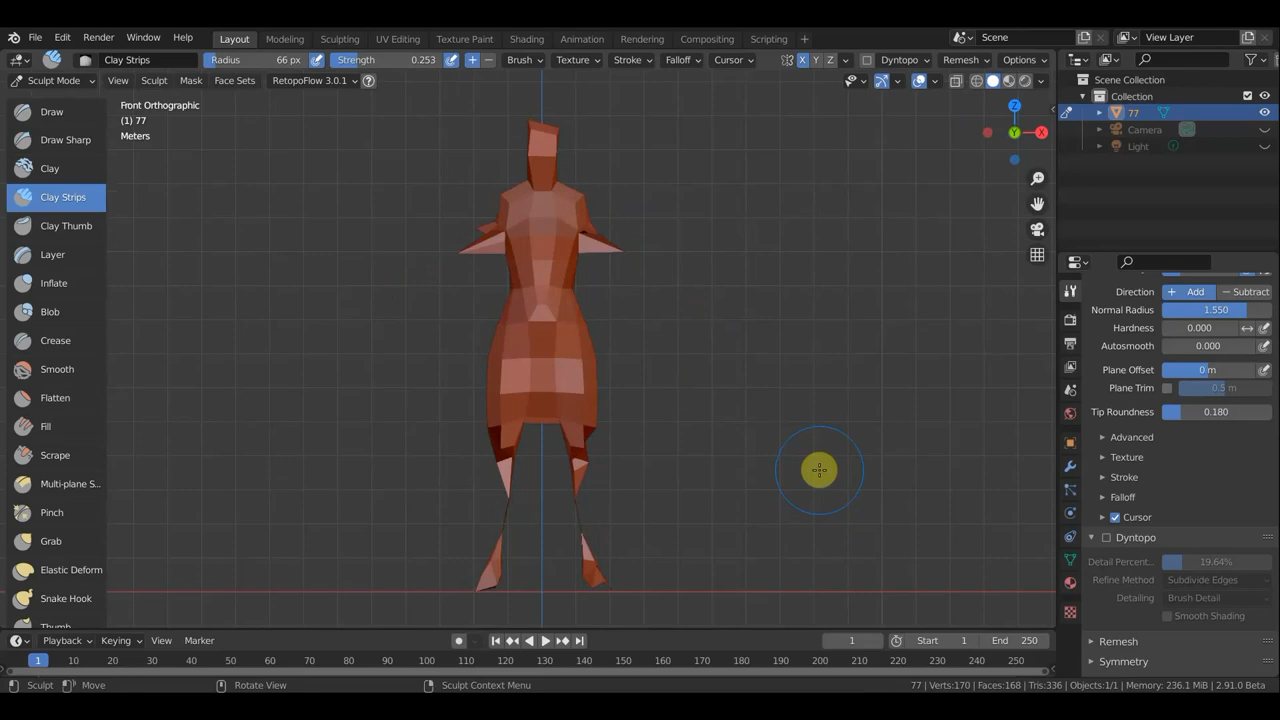 File Edit Render Window Help Layout Modeling Sculpting UV Editing Texture Paint Shading Animation Rendering Compositing Scripting + Scene View Layer
Clay Strips Radius 66 px Strength 0.253 Brush Texture Stroke Falloff Cursor X Y Z Dyntopo Remesh Options
Sculpt Mode View Sculpt Mask Face Sets RetopoFlow 3.0.1 ?
Front Orthographic
(1) 77
Meters
Z
Y
X
Draw
Draw Sharp
Clay
Clay Strips
Clay Thumb
Layer
Inflate
Blob
Crease
Smooth
Flatten
Fill
Scrape
Multi-plane S...
Pinch
Grab
Elastic Deform
Snake Hook
Scene Collection
Collection
77
Camera
Light
Direction + Add − Subtract
Normal Radius 1.550
Hardness 0.000
Autosmooth 0.000
Plane Offset 0 m
Plane Trim 0.5 m
Tip Roundness 0.180
Advanced
Texture
Stroke
Falloff
Cursor
Dyntopo
Detail Percent... 19.64%
Refine Method Subdivide Edges
Detailing Brush Detail
Smooth Shading
Remesh
Symmetry
Playback Keying View Marker 1 Start 1 End 250
1 10 20 30 40 50 60 70 80 90 100 110 120 130 140 150 160 170 180 190 200 210 220 230 240 250
Sculpt Move Rotate View Sculpt Context Menu 77 | Verts:170 | Faces:168 | Tris:336 | Objects:1/1 | Memory: 236.1 MiB | 2.91.0 Beta